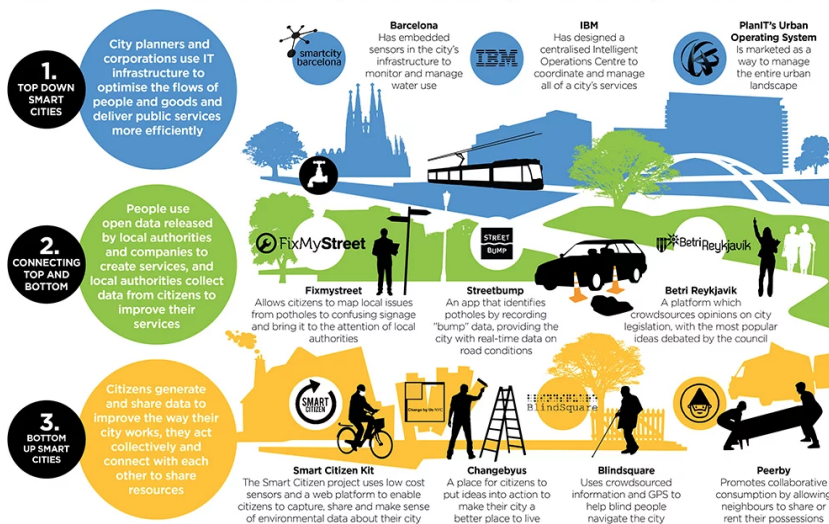 1.
TOP DOWN
SMART
CITIES
City planners and
corporations use IT
infrastructure to
optimise the flows of
people and goods and
deliver public services
more efficiently
smartcity
barcelona
Barcelona
Has embedded
sensors in the city's
infrastructure to
monitor and manage
water use
IBM
IBM
Has designed a
centralised Intelligent
Operations Centre to
coordinate and manage
all of a city's services
PlanIT's Urban
Operating System
Is marketed as a
way to manage
the entire urban
landscape
2.
CONNECTING
TOP AND
BOTTOM
People use
open data released
by local authorities
and companies to
create services, and
local authorities collect
data from citizens to
improve their
services
FixMyStreet
Fixmystreet
Allows citizens to map local issues
from potholes to confusing signage
and bring it to the attention of local
authorities
STREET
BUMP
Streetbump
An app that identifies
potholes by recording
"bump" data, providing the
city with real-time data on
road conditions
BetriReykjavik
Betri Reykjavik
A platform which
crowdsources opinions on city
legislation, with the most popular
ideas debated by the council
3.
BOTTOM
UP SMART
CITIES
Citizens generate
and share data to
improve the way their
city works, they act
collectively and
connect with each
other to share
resources
SMART
CITIZEN
Smart Citizen Kit
The Smart Citizen project uses low cost
sensors and a web platform to enable
citizens to capture, share and make sense
of environmental data about their city
Change by Us NYC
Changebyus
A place for citizens to
put ideas into action to
make their city a
better place to live
BlindSquare
Blindsquare
Uses crowdsourced
information and GPS to
help blind people
navigate the city
Peerby
Promotes collaborative
consumption by allowing
neighbours to share or
rent their possessions